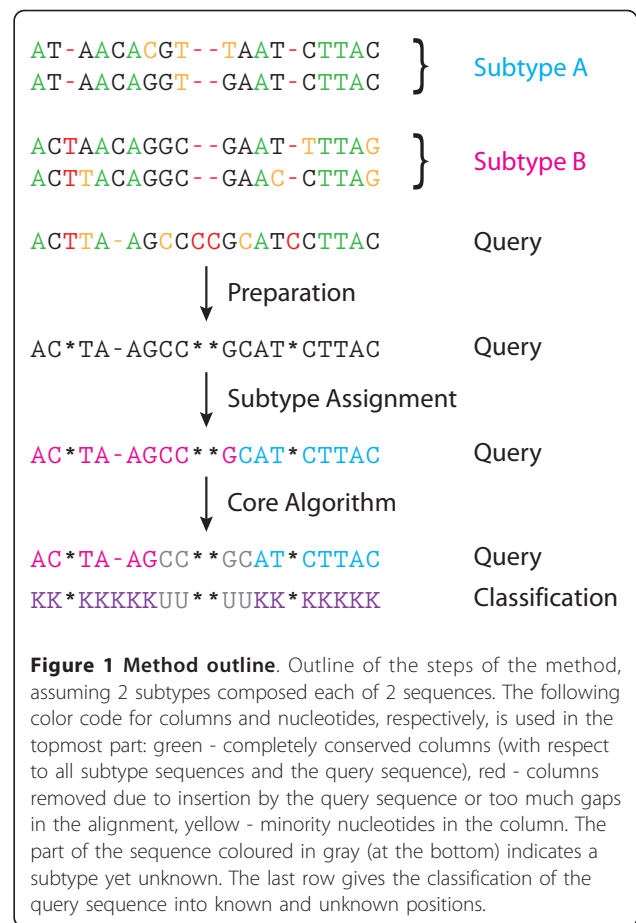 AT-AACACGT--TAAT-CTTAC
AT-AACAGGT--GAAT-CTTAC
} Subtype A
ACTAACAGGC--GAAT-TTTAG
ACTTACAGGC--GAAC-CTTAG
} Subtype B
ACTTA-AGCCCCGCATCCTTAC Query
Preparation
AC*TA-AGCC**GCAT*CTTAC Query
Subtype Assignment
AC*TA-AGCC**GCAT*CTTAC Query
Core Algorithm
AC*TA-AGCC**GCAT*CTTAC Query
KK*KKKKKUU**UUKK*KKKKK Classification
Figure 1 Method outline. Outline of the steps of the method,
assuming 2 subtypes composed each of 2 sequences. The following
color code for columns and nucleotides, respectively, is used in the
topmost part: green - completely conserved columns (with respect
to all subtype sequences and the query sequence), red - columns
removed due to insertion by the query sequence or too much gaps
in the alignment, yellow - minority nucleotides in the column. The
part of the sequence coloured in gray (at the bottom) indicates a
subtype yet unknown. The last row gives the classification of the
query sequence into known and unknown positions.